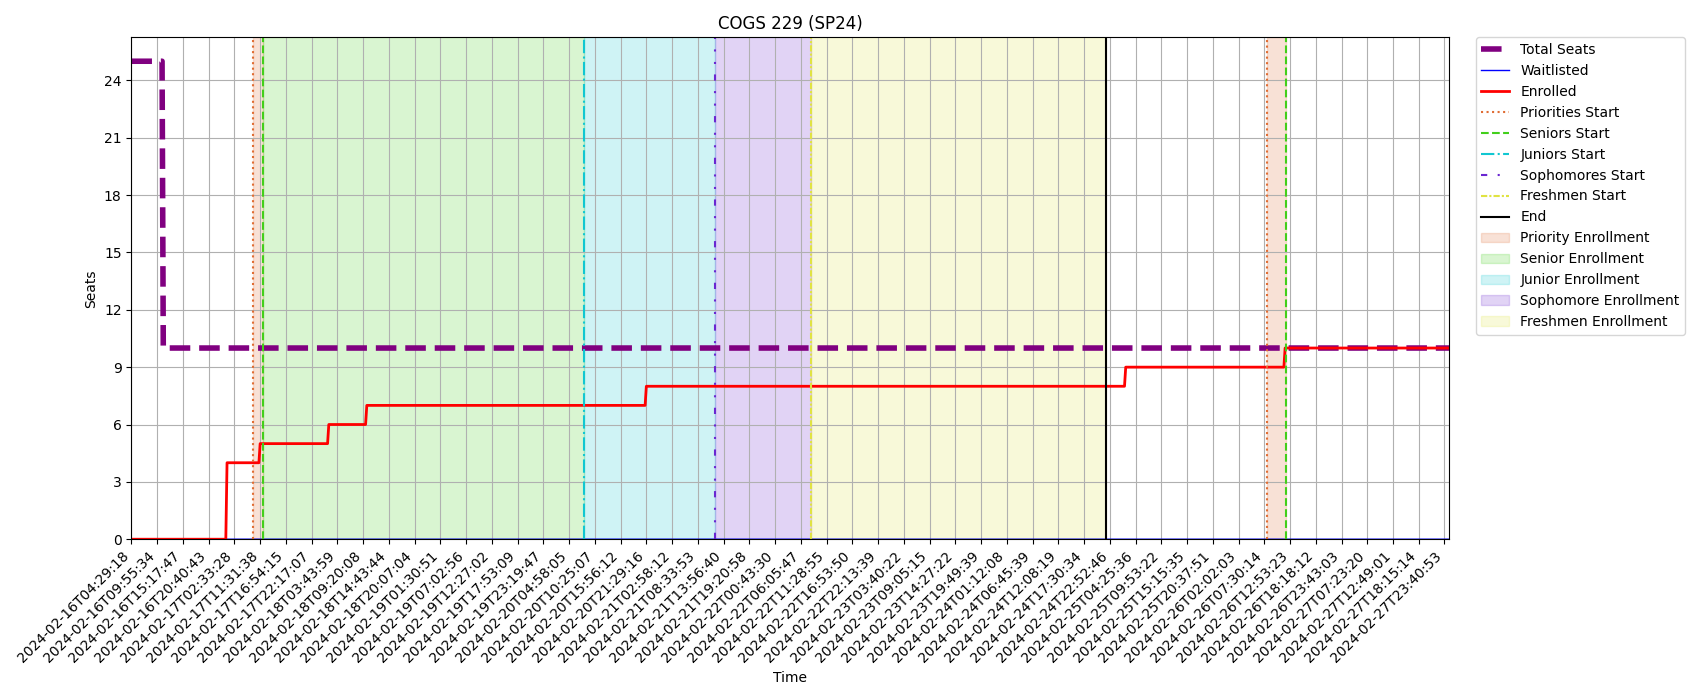 COGS 229 (SP24)
Seats
24
21
18
15
12
9
6
3
0
2024-02-16T04:29:18
2024-02-16T09:55:34
2024-02-16T15:17:47
2024-02-16T20:40:43
2024-02-17T02:33:28
2024-02-17T11:31:38
2024-02-17T16:54:15
2024-02-17T22:17:07
2024-02-18T03:43:59
2024-02-18T09:20:08
2024-02-18T14:43:44
2024-02-18T20:07:04
2024-02-19T01:30:51
2024-02-19T07:02:56
2024-02-19T12:27:02
2024-02-19T17:53:09
2024-02-19T23:19:47
2024-02-20T04:58:05
2024-02-20T10:25:07
2024-02-20T15:56:12
2024-02-20T21:29:16
2024-02-21T02:58:12
2024-02-21T08:33:53
2024-02-21T13:56:40
2024-02-21T19:20:58
2024-02-22T00:43:30
2024-02-22T06:05:47
2024-02-22T11:28:55
2024-02-22T16:53:50
2024-02-22T22:13:39
2024-02-23T03:40:22
2024-02-23T09:05:15
2024-02-23T14:27:22
2024-02-23T19:49:39
2024-02-24T01:12:08
2024-02-24T06:45:39
2024-02-24T12:08:19
2024-02-24T17:30:34
2024-02-24T22:52:46
2024-02-25T04:25:36
2024-02-25T09:53:22
2024-02-25T15:15:35
2024-02-25T20:37:51
2024-02-26T02:02:03
2024-02-26T07:30:14
2024-02-26T12:53:23
2024-02-26T18:18:12
2024-02-26T23:43:03
2024-02-27T07:23:20
2024-02-27T12:49:01
2024-02-27T18:15:14
2024-02-27T23:40:53
Time
Total Seats
Waitlisted
Enrolled
Priorities Start
Seniors Start
Juniors Start
Sophomores Start
Freshmen Start
End
Priority Enrollment
Senior Enrollment
Junior Enrollment
Sophomore Enrollment
Freshmen Enrollment